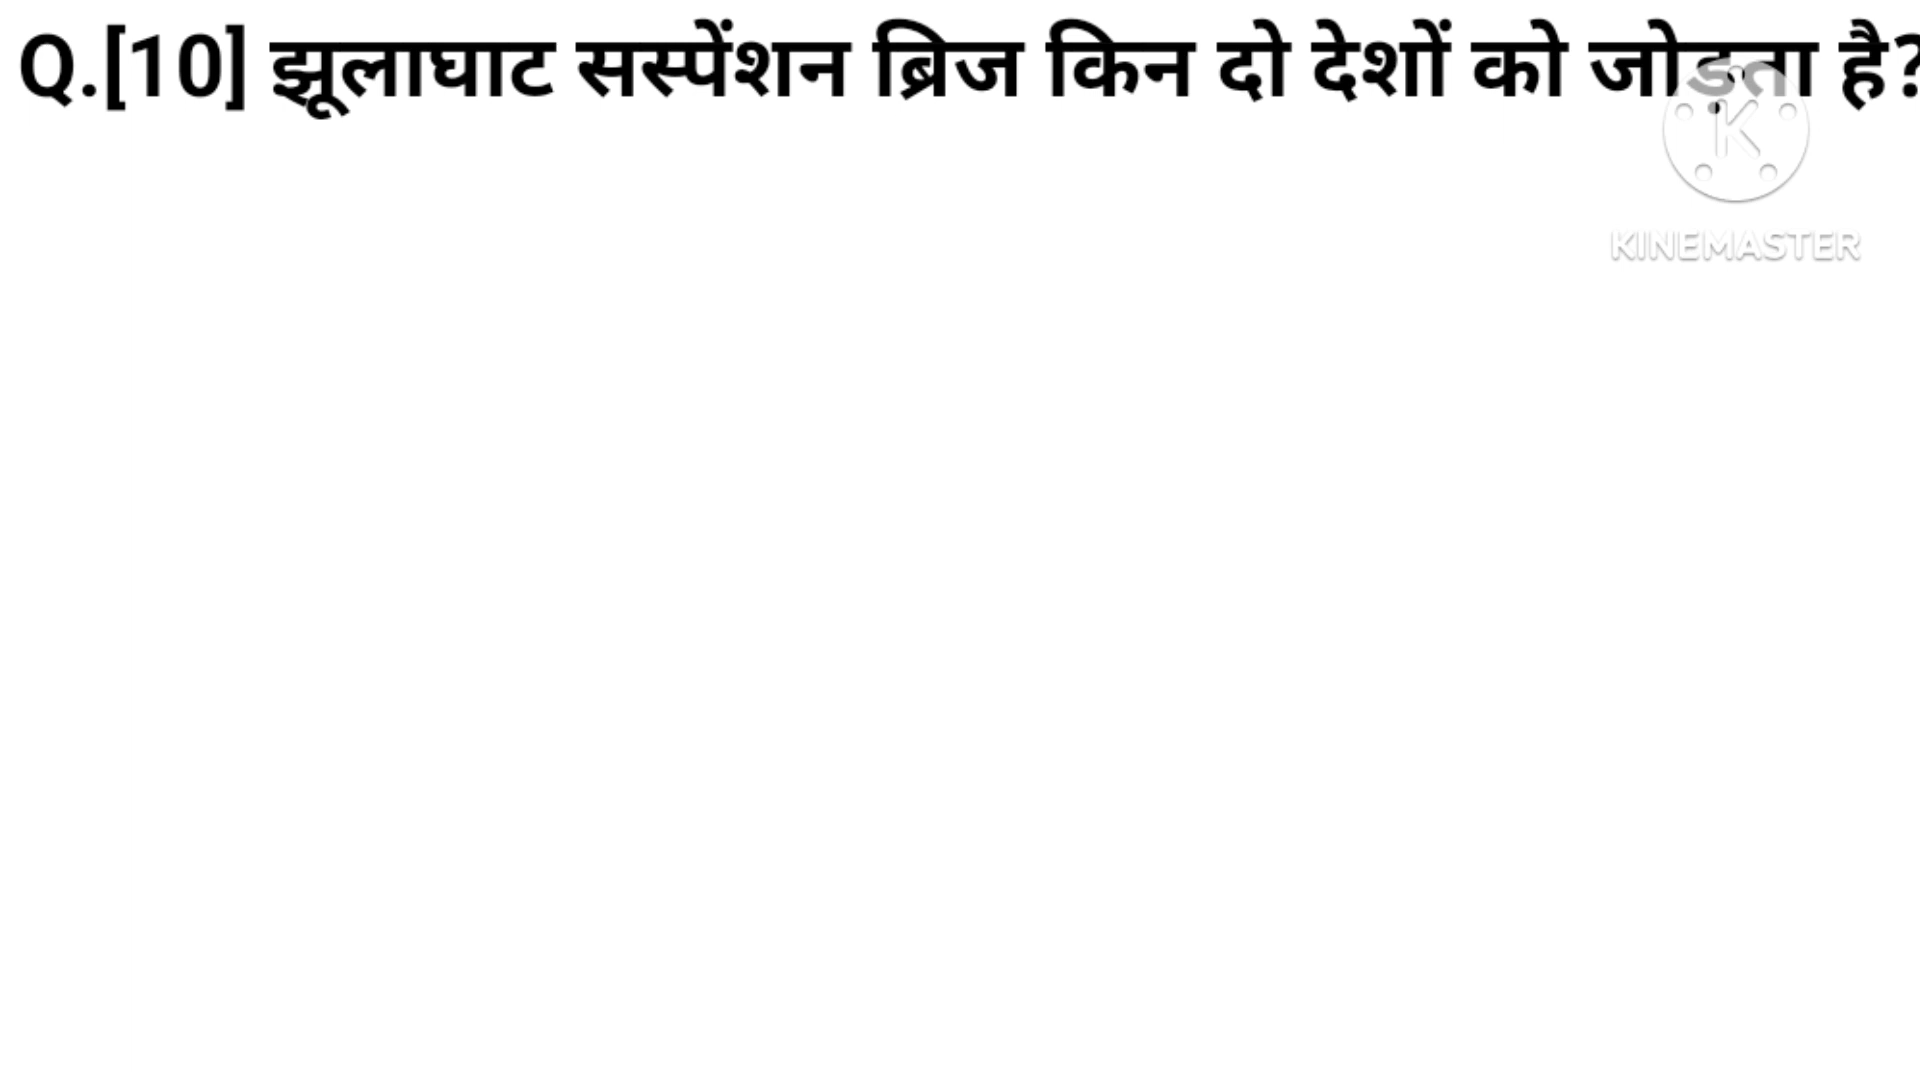 Q.[10] झूलाघाट सस्पेंशन ब्रिज किन दो देशों को जोड़ता है?
KINEMASTER